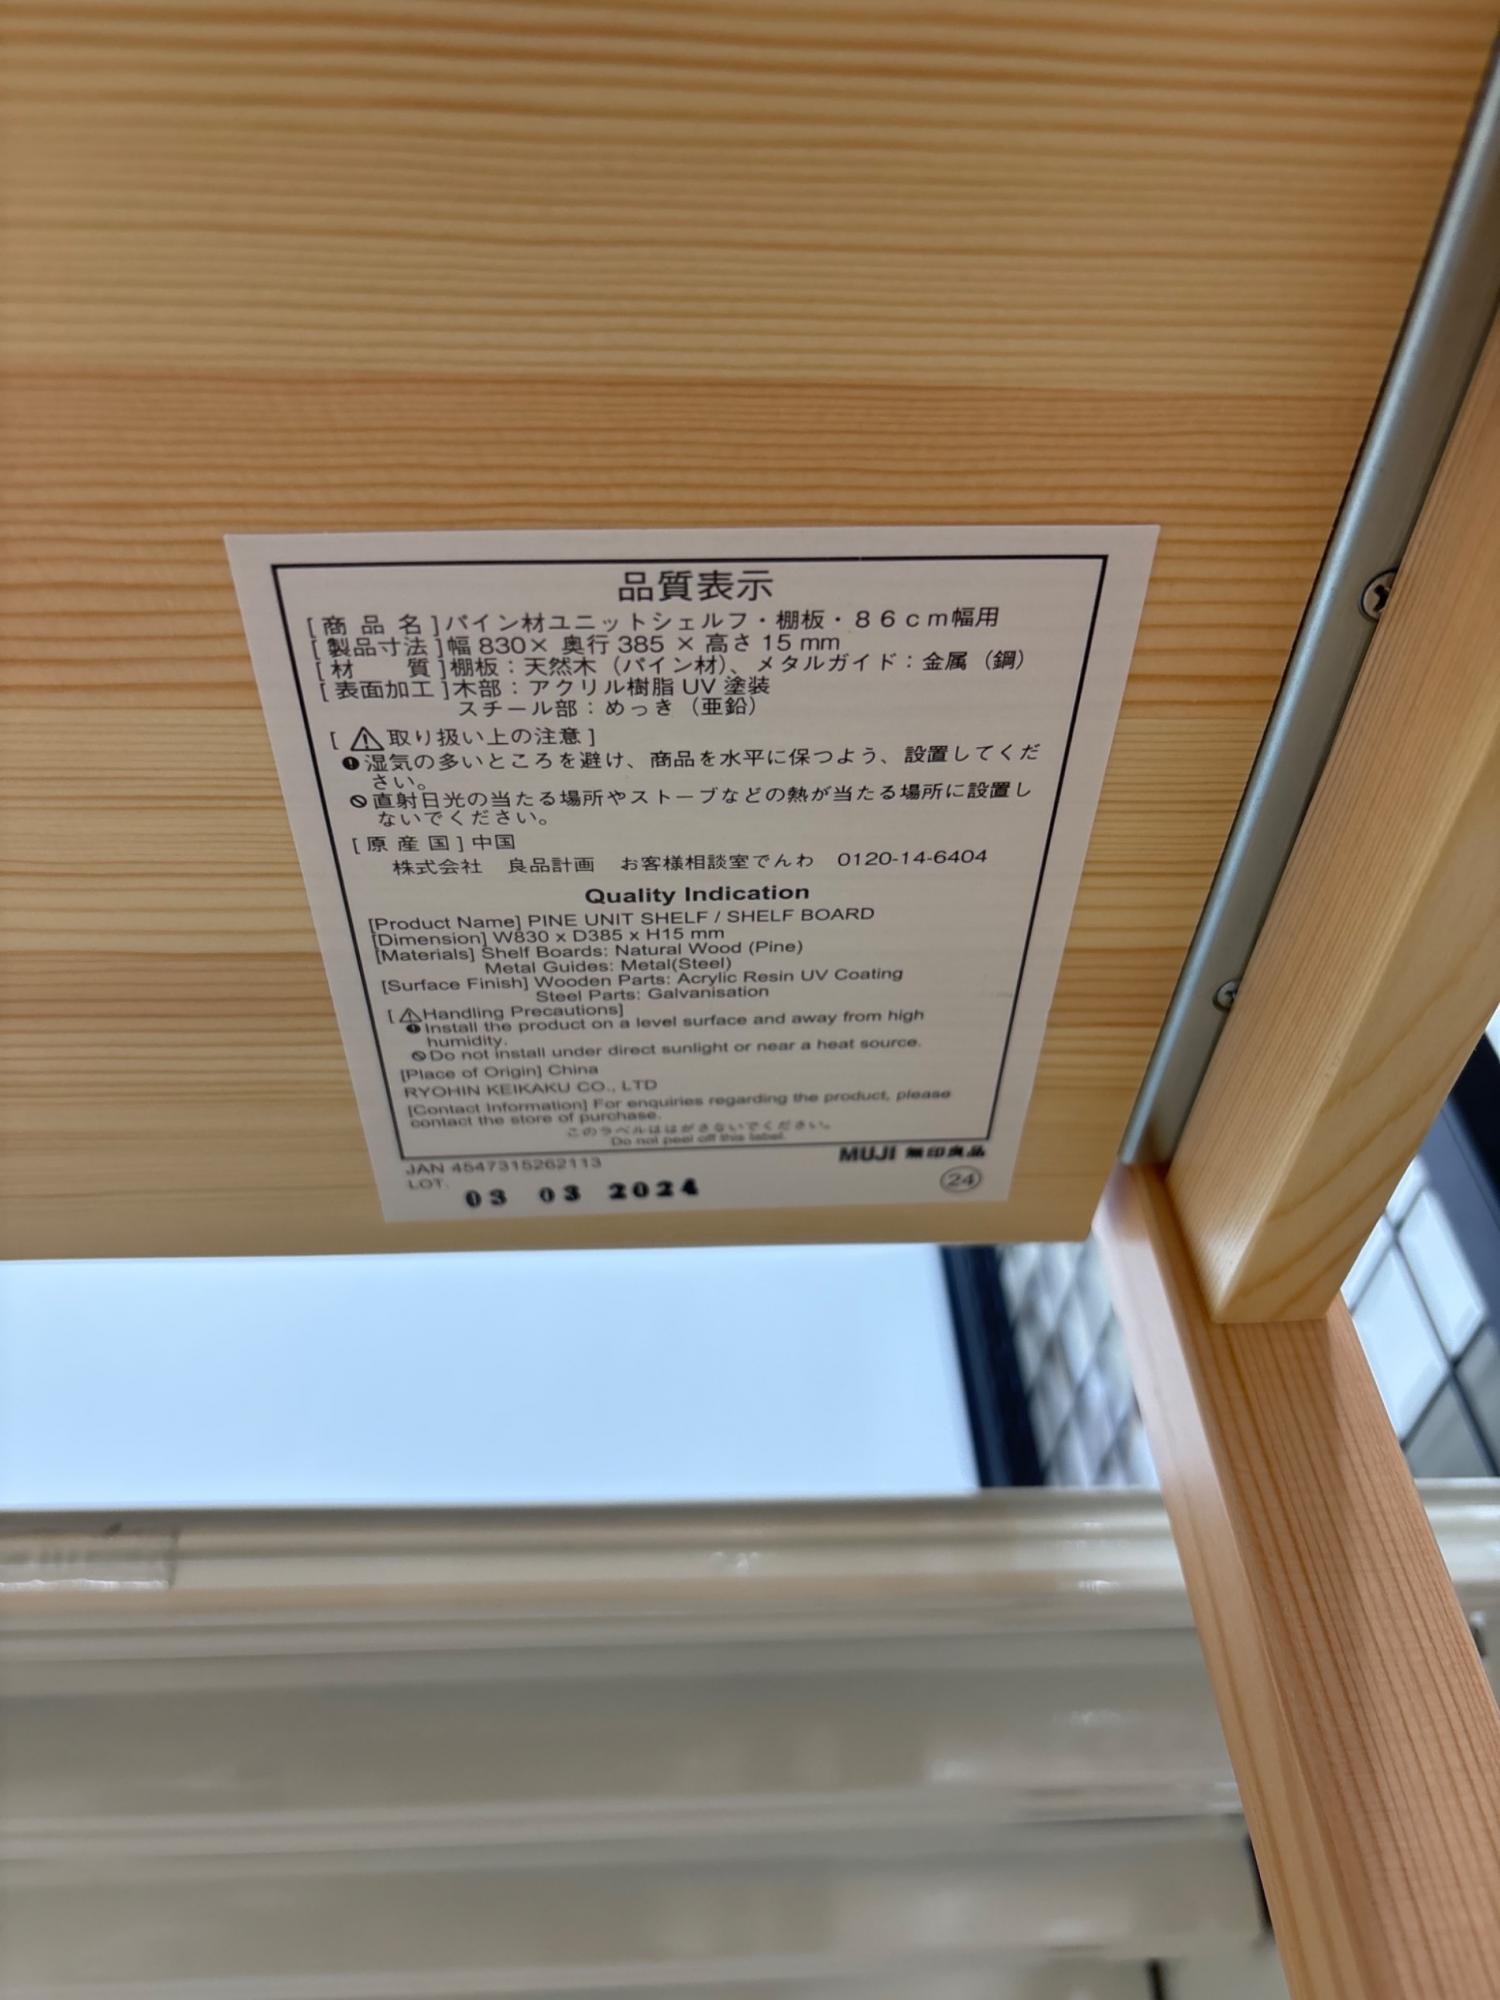 品質表示
[商品名]パイン材ユニットシェルフ・棚板・86cm幅用
[製品寸法]幅 830× 奥行 385 × 高さ 15 mm
[材 質]棚板：天然木（パイン材）、メタルガイド：金属（鋼）
[表面加工]木部：アクリル樹脂 UV 塗装
スチール部：めっき（亜鉛）
[⚠取り扱い上の注意]
湿気の多いところを避け、商品を水平に保つよう、設置してくだ
さい。
直射日光の当たる場所やストーブなどの熱が当たる場所に設置し
ないでください。
[原産国]中国
株式会社 良品計画 お客様相談室でんわ 0120-14-6404
Quality Indication
[Product Name] PINE UNIT SHELF / SHELF BOARD
[Dimension] W830 x D385 x H15 mm
[Materials] Shelf Boards: Natural Wood (Pine)
Metal Guides: Metal(Steel)
[Surface Finish] Wooden Parts: Acrylic Resin UV Coating
Steel Parts: Galvanisation
[⚠Handling Precautions]
Install the product on a level surface and away from high
humidity.
Do not install under direct sunlight or near a heat source.
[Place of Origin] China
RYOHIN KEIKAKU CO., LTD
[Contact Information] For enquiries regarding the product, please
contact the store of purchase.
このラベルははがさないでください。
Do not peel off this label.
JAN 4547315262113
MUJI 無印良品
LOT.
03 03 2024
24